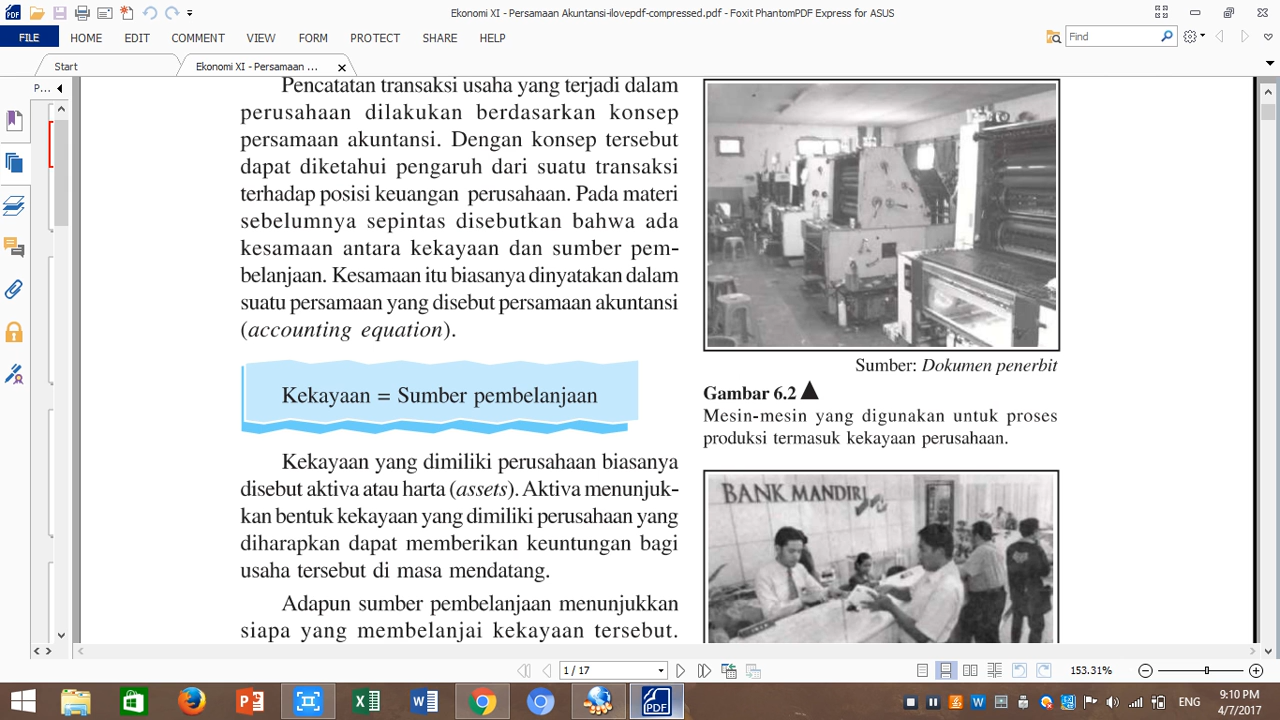 Ekonomi XI - Persamaan Akuntansi-ilovepdf-compressed.pdf - Foxit PhantomPDF Express for ASUS
FILE
HOME
EDIT
COMMENT
VIEW
FORM
PROTECT
SHARE
HELP
Find
Start
Ekonomi XI - Persamaan ...
P...
Pencatatan transaksi usaha yang terjadi dalam
perusahaan dilakukan berdasarkan konsep
persamaan akuntansi. Dengan konsep tersebut
dapat diketahui pengaruh dari suatu transaksi
terhadap posisi keuangan perusahaan. Pada materi
sebelumnya sepintas disebutkan bahwa ada
kesamaan antara kekayaan dan sumber pem-
belanjaan. Kesamaan itu biasanya dinyatakan dalam
suatu persamaan yang disebut persamaan akuntansi
(accounting equation).
Kekayaan = Sumber pembelanjaan
Kekayaan yang dimiliki perusahaan biasanya
disebut aktiva atau harta (assets). Aktiva menunjuk-
kan bentuk kekayaan yang dimiliki perusahaan yang
diharapkan dapat memberikan keuntungan bagi
usaha tersebut di masa mendatang.
Adapun sumber pembelanjaan menunjukkan
siapa yang membelanjai kekayaan tersebut.
Sumber: Dokumen penerbit
Gambar 6.2
Mesin-mesin yang digunakan untuk proses
produksi termasuk kekayaan perusahaan.
BANK MANDIRI
1 / 17
153.31%
ENG
9:10 PM
4/7/2017